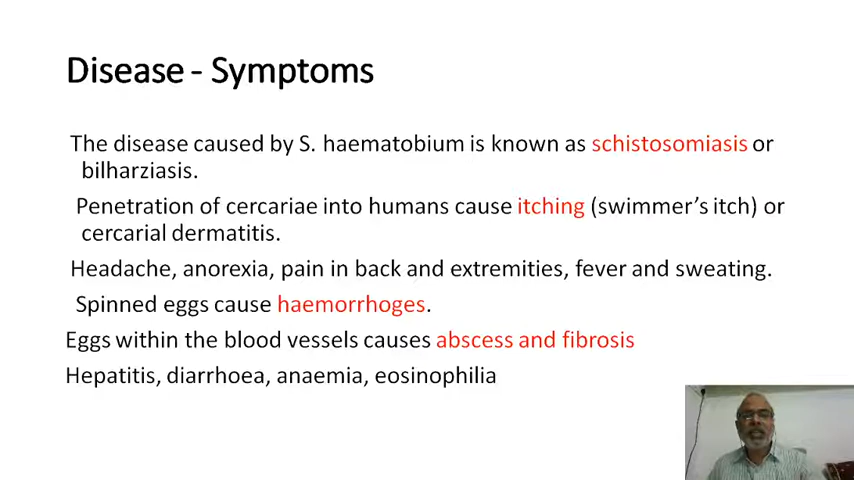 Disease - Symptoms
The disease caused by S. haematobium is known as schistosomiasis or
bilharziasis.
Penetration of cercariae into humans cause itching (swimmer's itch) or
cercarial dermatitis.
Headache, anorexia, pain in back and extremities, fever and sweating.
Spinned eggs cause haemorrhoges.
Eggs within the blood vessels causes abscess and fibrosis
Hepatitis, diarrhoea, anaemia, eosinophilia